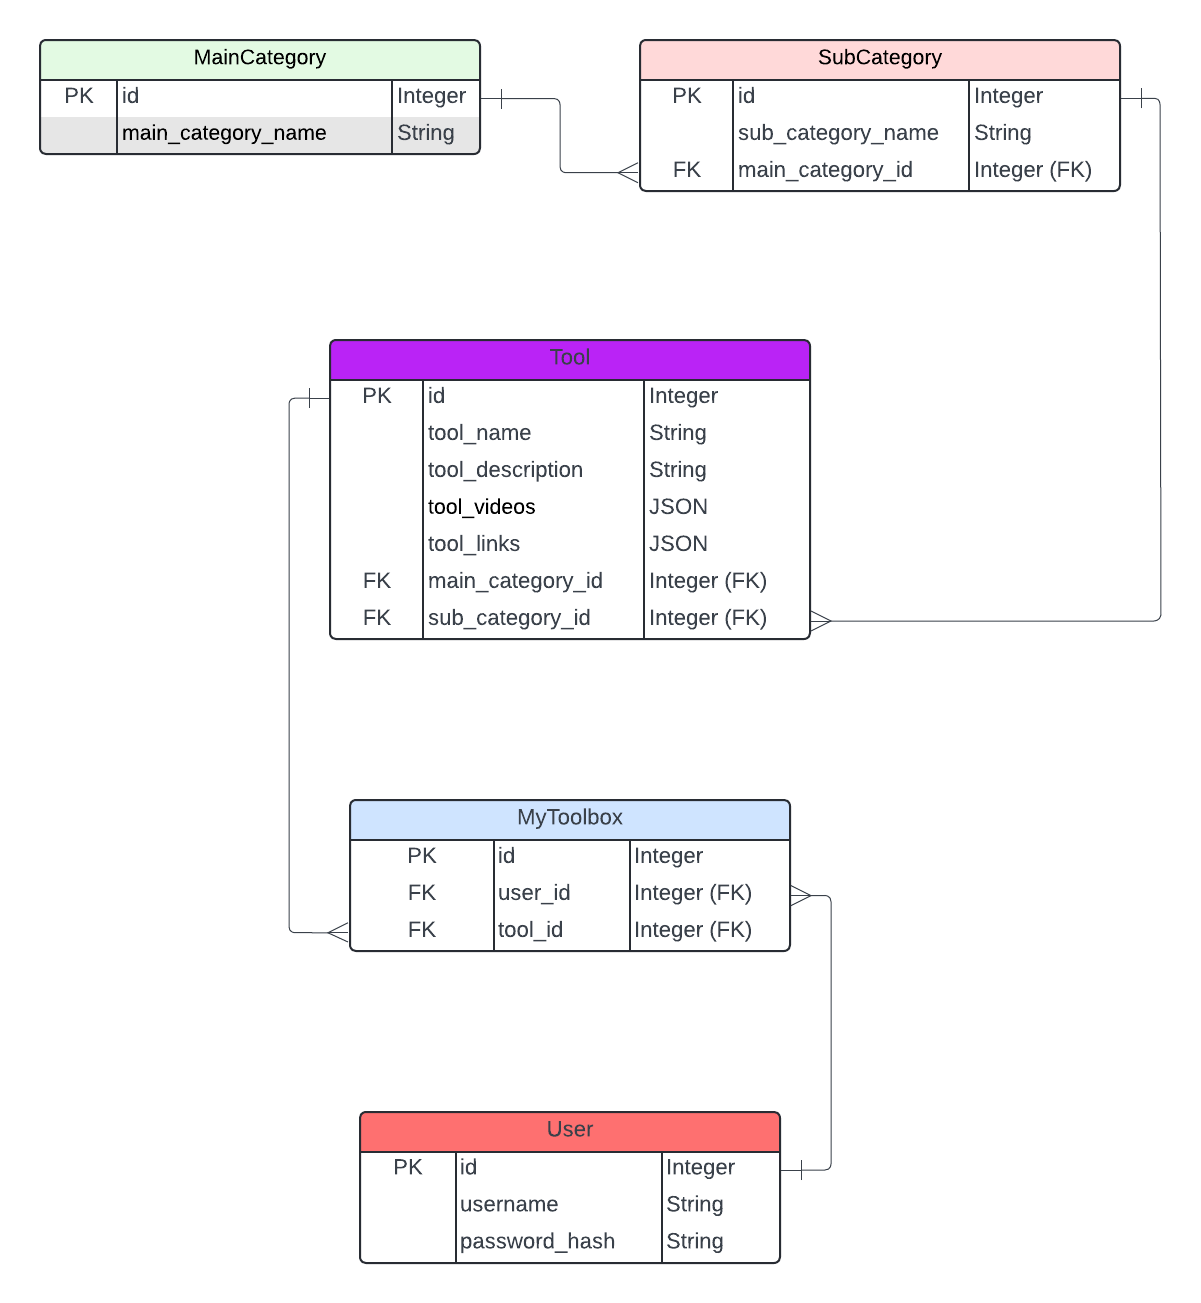 MainCategory
PK id Integer
main_category_name String
SubCategory
PK id Integer
sub_category_name String
FK main_category_id Integer (FK)
Tool
PK id Integer
tool_name String
tool_description String
tool_videos JSON
tool_links JSON
FK main_category_id Integer (FK)
FK sub_category_id Integer (FK)
MyToolbox
PK id Integer
FK user_id Integer (FK)
FK tool_id Integer (FK)
User
PK id Integer
username String
password_hash String